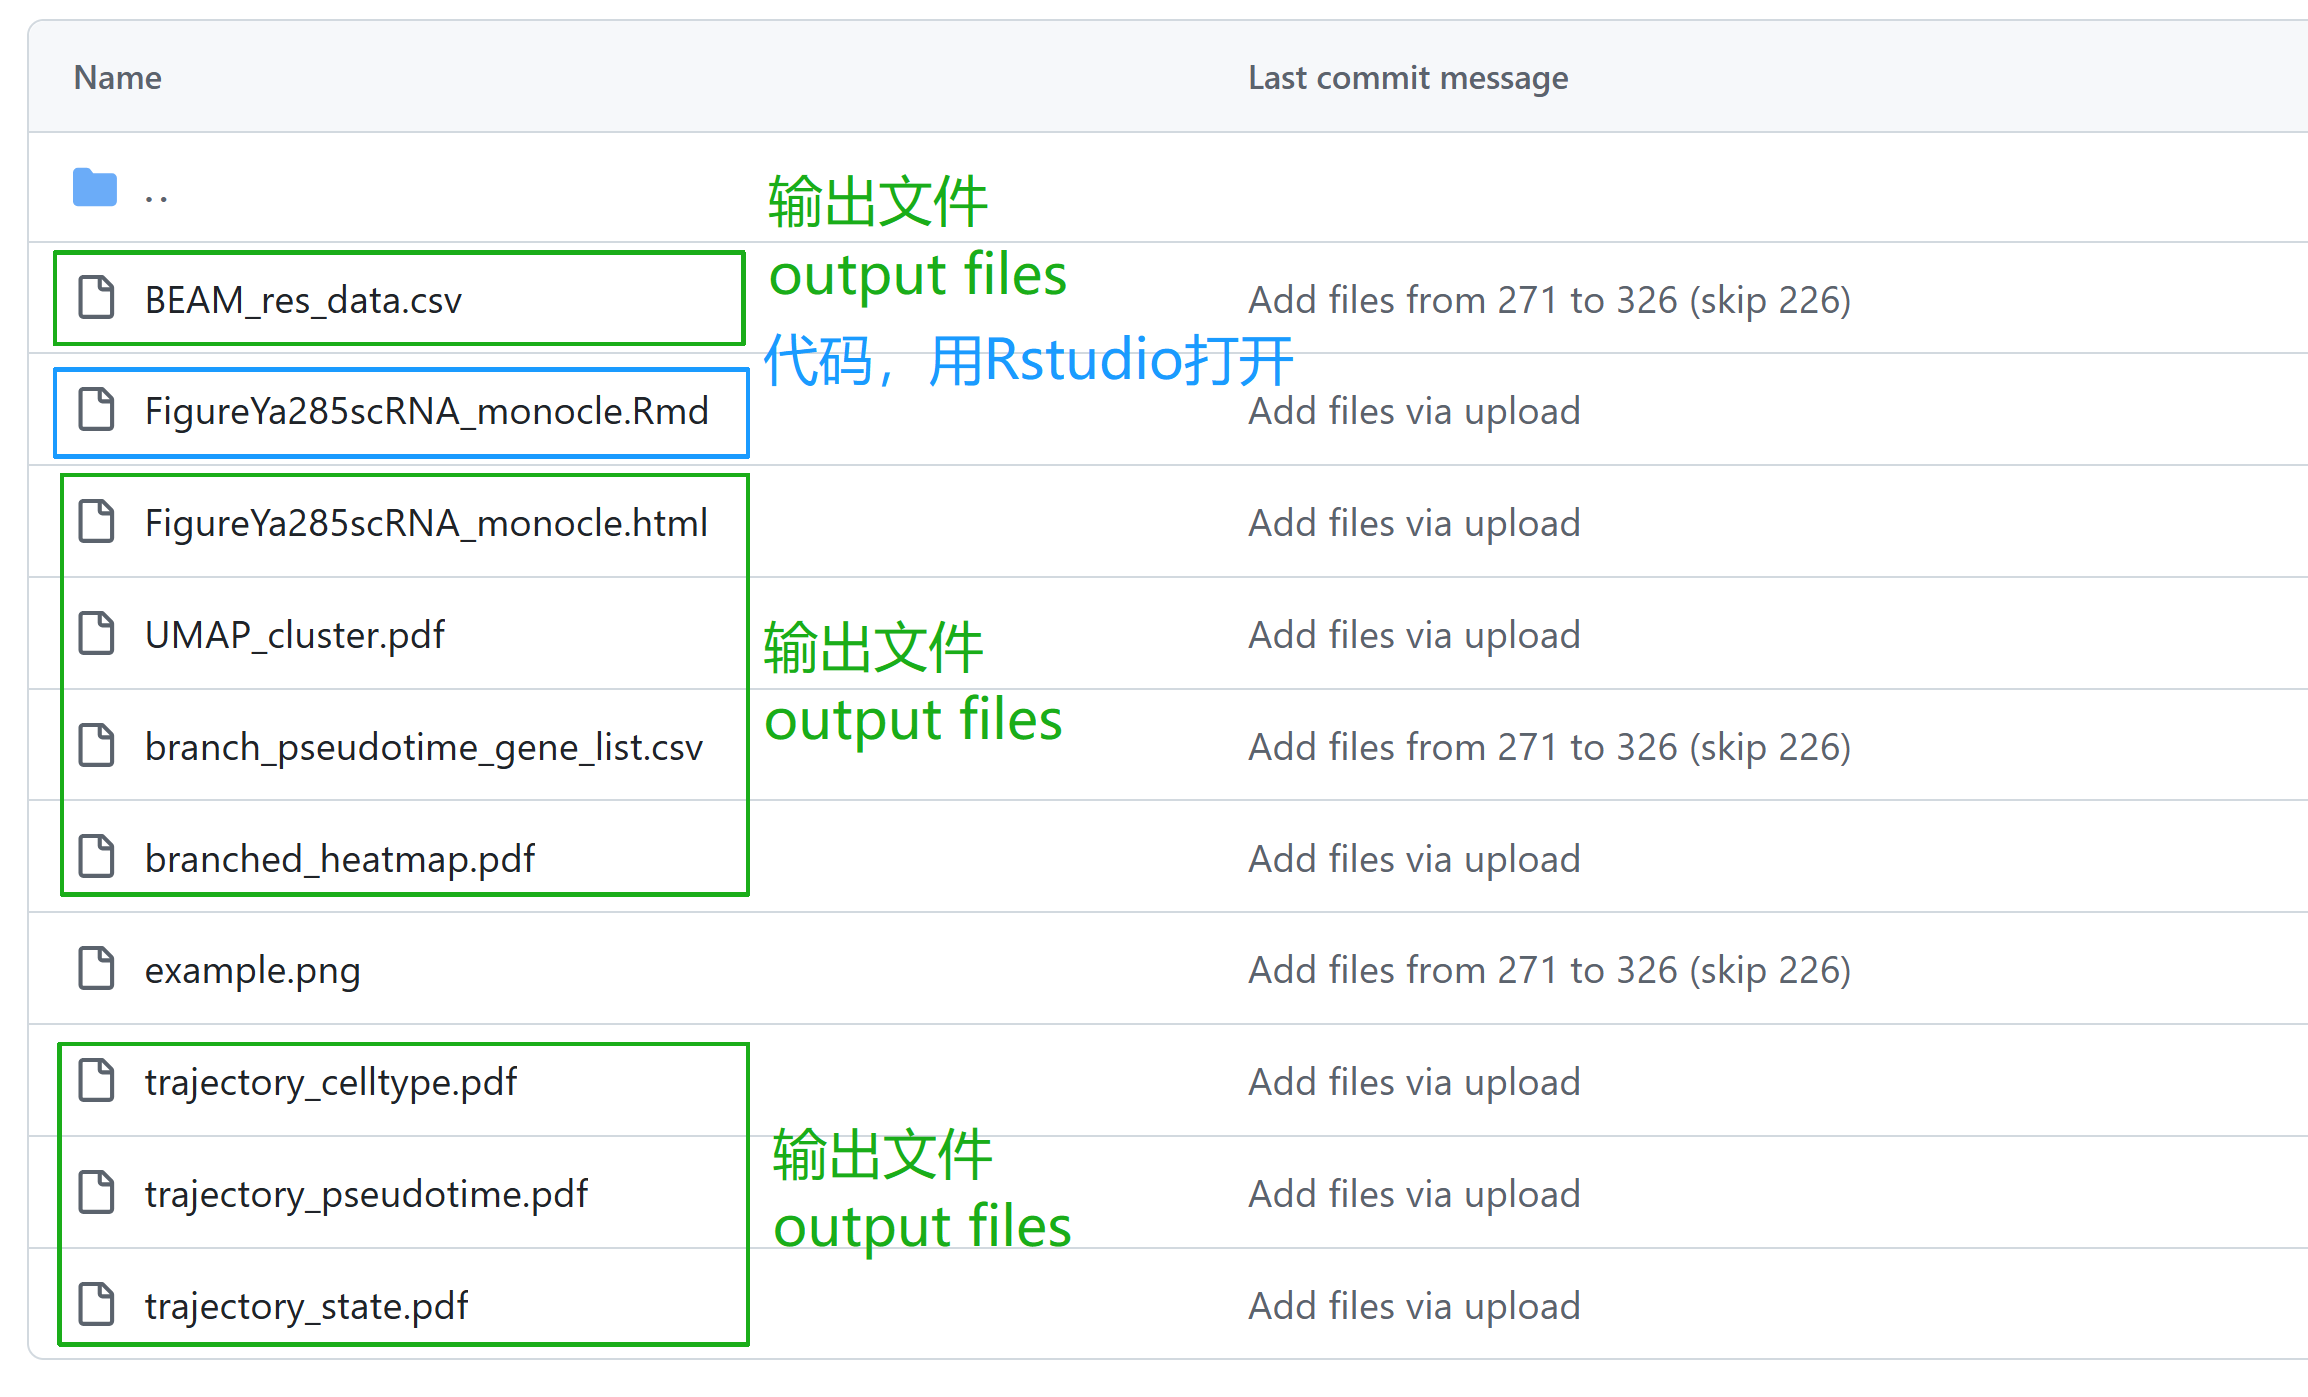 Name
Last commit message
..
输出文件
output files
BEAM_res_data.csv
Add files from 271 to 326 (skip 226)
代码，用Rstudio打开
FigureYa285scRNA_monocle.Rmd
Add files via upload
FigureYa285scRNA_monocle.html
Add files via upload
UMAP_cluster.pdf
Add files via upload
输出文件
output files
branch_pseudotime_gene_list.csv
Add files from 271 to 326 (skip 226)
branched_heatmap.pdf
Add files via upload
example.png
Add files from 271 to 326 (skip 226)
trajectory_celltype.pdf
Add files via upload
输出文件
output files
trajectory_pseudotime.pdf
Add files via upload
trajectory_state.pdf
Add files via upload